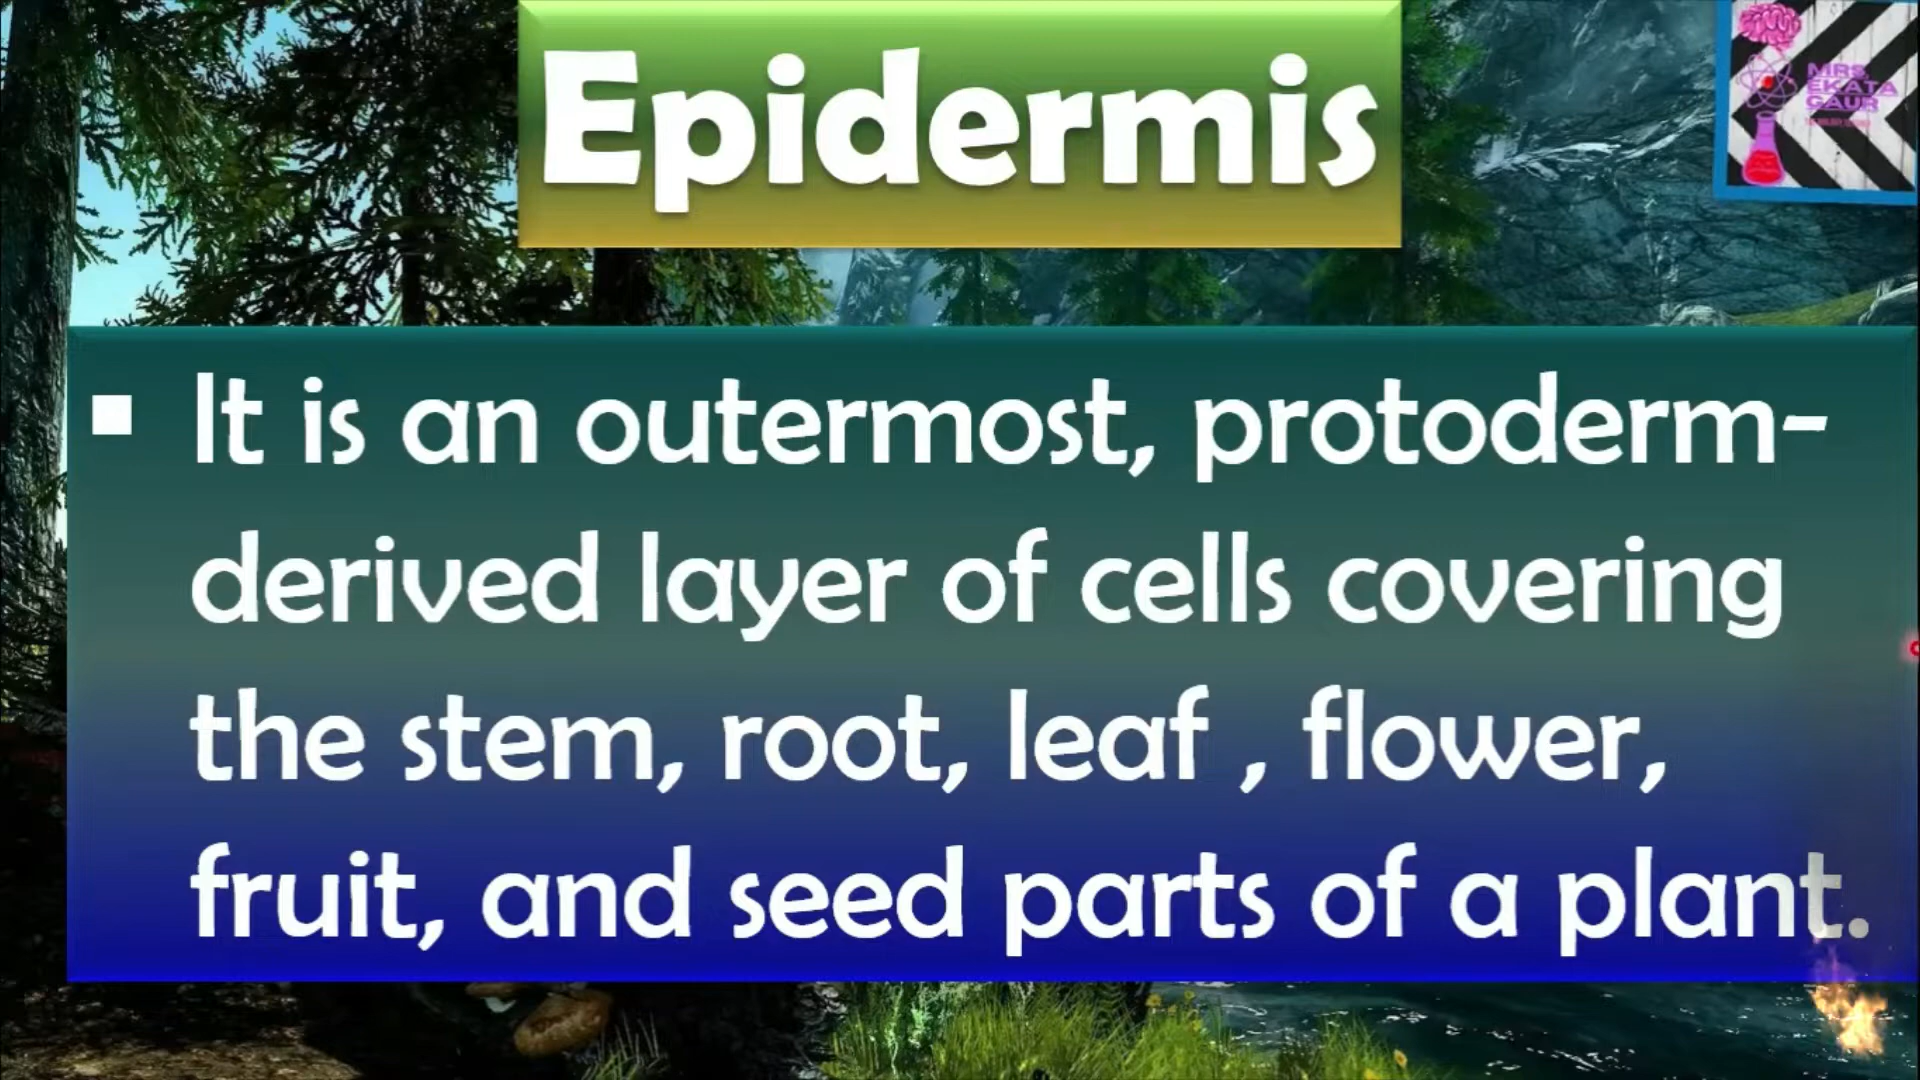 Epidermis
MRS.
EKATA
GAUR
▪ It is an outermost, protoderm-
derived layer of cells covering
the stem, root, leaf , flower,
fruit, and seed parts of a plant.